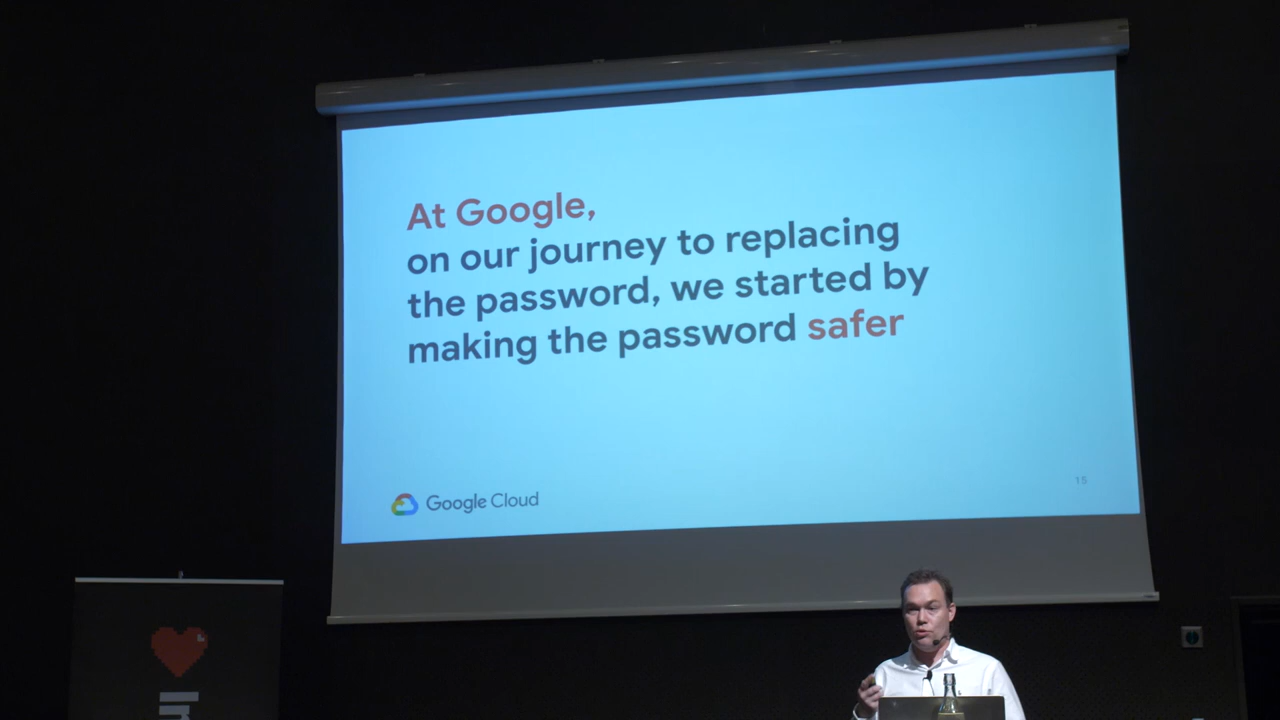 At Google,
on our journey to replacing
the password, we started by
making the password safer
Google Cloud
15